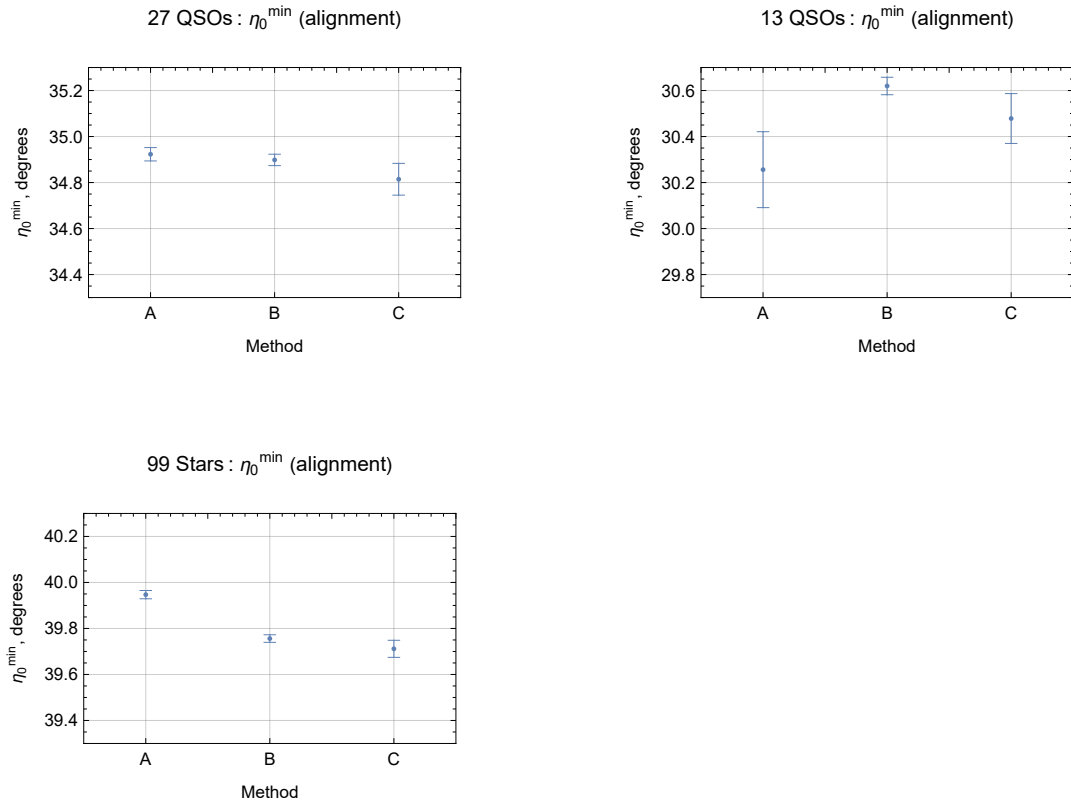 27 QSOs : η₀ᵐⁱⁿ (alignment)
η₀ᵐⁱⁿ, degrees
35.2
35.0
34.8
34.6
34.4
A B C
Method
13 QSOs : η₀ᵐⁱⁿ (alignment)
η₀ᵐⁱⁿ, degrees
30.6
30.4
30.2
30.0
29.8
A B C
Method
99 Stars : η₀ᵐⁱⁿ (alignment)
η₀ᵐⁱⁿ, degrees
40.2
40.0
39.8
39.6
39.4
A B C
Method